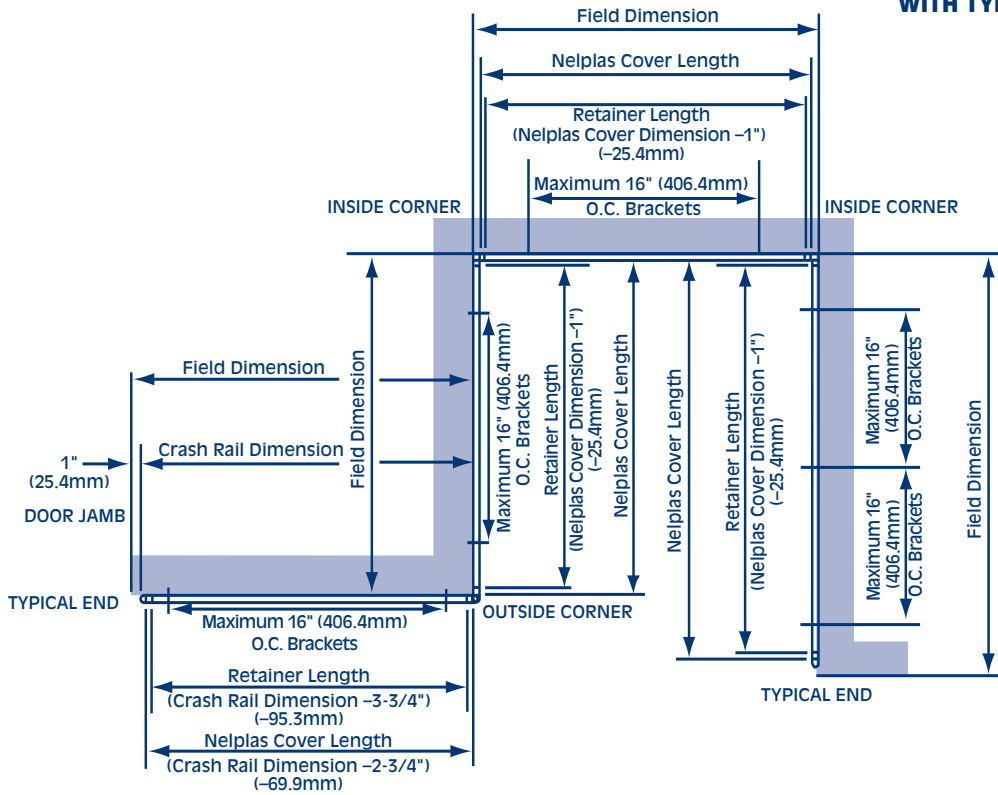 WITH TYP
Field Dimension
Nelplas Cover Length
Retainer Length
(Nelplas Cover Dimension –1")
(–25.4mm)
Maximum 16" (406.4mm)
O.C. Brackets
INSIDE CORNER
INSIDE CORNER
Field Dimension
Crash Rail Dimension
1"
(25.4mm)
DOOR JAMB
TYPICAL END
Field Dimension
Maximum 16" (406.4mm)
O.C. Brackets
Retainer Length
(Nelplas Cover Dimension –1")
(–25.4mm)
Nelplas Cover Length
Nelplas Cover Length
Retainer Length
(Nelplas Cover Dimension –1")
(–25.4mm)
Maximum 16"
(406.4mm)
O.C. Brackets
Maximum 16"
(406.4mm)
O.C. Brackets
Field Dimension
OUTSIDE CORNER
Maximum 16" (406.4mm)
O.C. Brackets
Retainer Length
(Crash Rail Dimension –3-3/4")
(–95.3mm)
Nelplas Cover Length
(Crash Rail Dimension –2-3/4")
(–69.9mm)
TYPICAL END